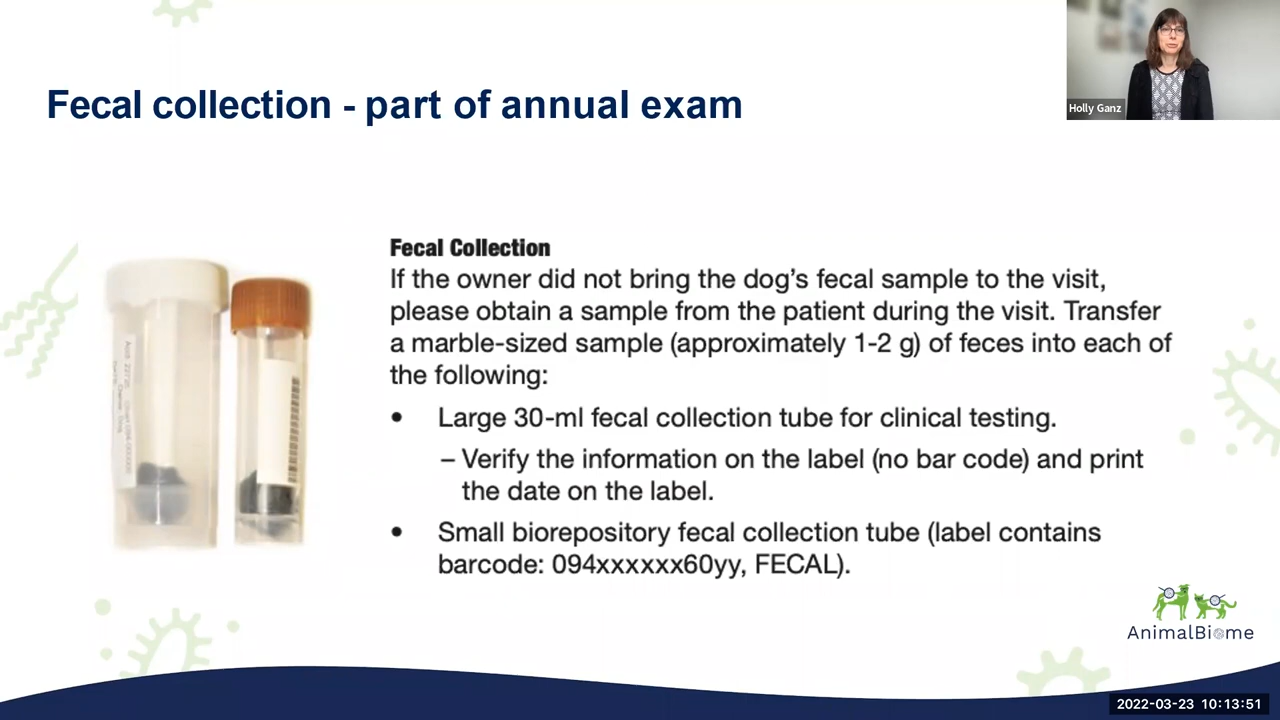 Fecal collection - part of annual exam
Holly Ganz
Fecal Collection
If the owner did not bring the dog's fecal sample to the visit,
please obtain a sample from the patient during the visit. Transfer
a marble-sized sample (approximately 1-2 g) of feces into each of
the following:
• Large 30-ml fecal collection tube for clinical testing.
– Verify the information on the label (no bar code) and print
the date on the label.
• Small biorepository fecal collection tube (label contains
barcode: 094xxxxxx60yy, FECAL).
AnimalBiome
2022-03-23 10:13:51